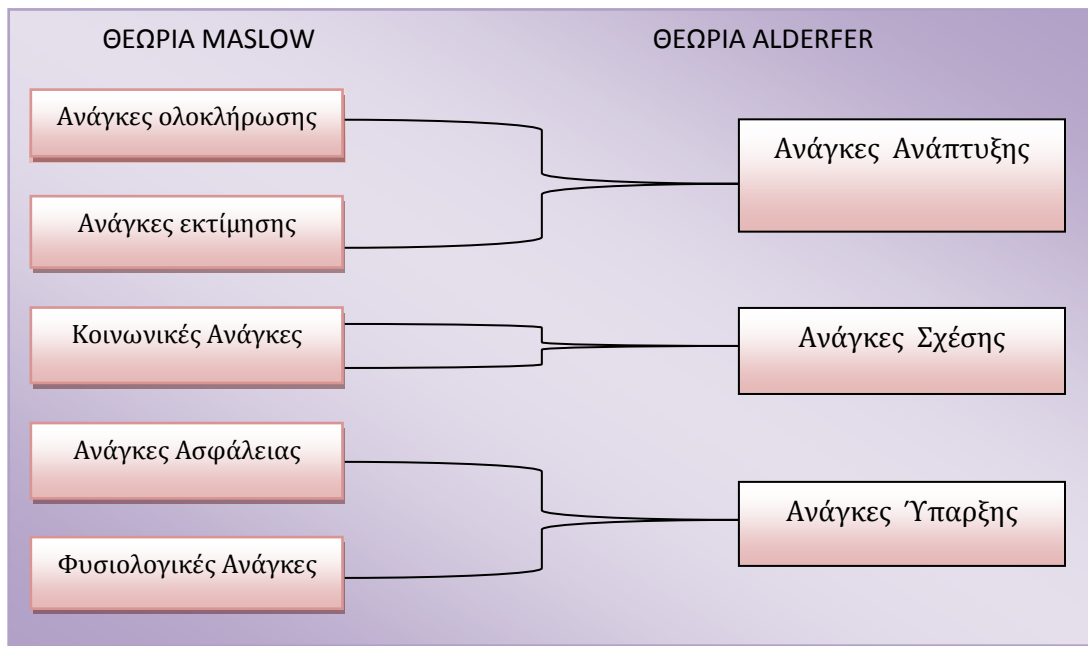 ΘΕΩΡΙΑ MASLOW
ΘΕΩΡΙΑ ALDERFER
Ανάγκες ολοκλήρωσης
Ανάγκες εκτίμησης
Κοινωνικές Ανάγκες
Ανάγκες Ασφάλειας
Φυσιολογικές Ανάγκες
Ανάγκες Ανάπτυξης
Ανάγκες Σχέσης
Ανάγκες Ύπαρξης